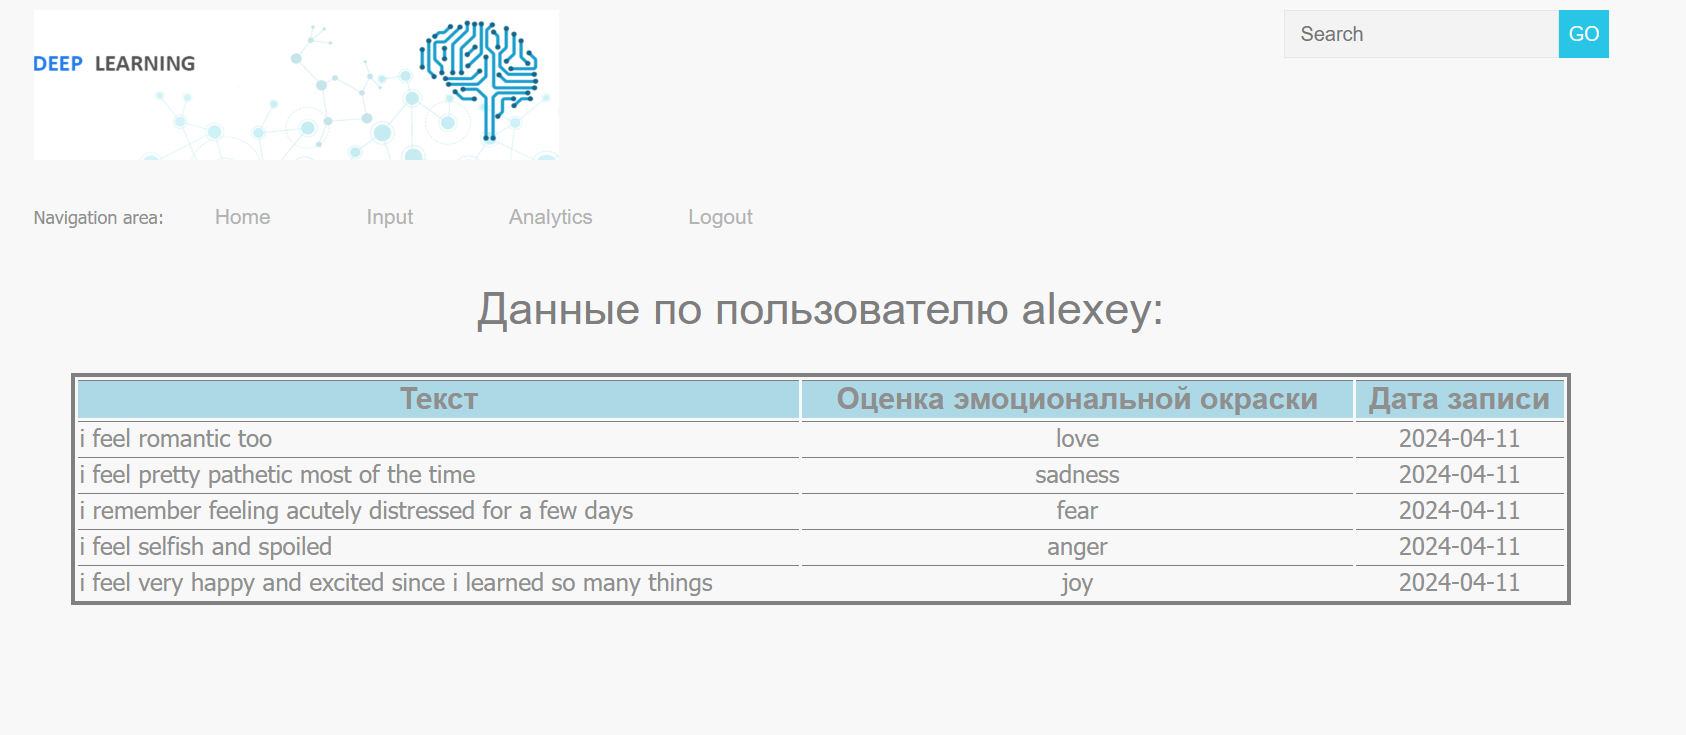 DEEP LEARNING
Search GO
Navigation area: Home Input Analytics Logout
Данные по пользователю alexey:
Текст Оценка эмоциональной окраски Дата записи
i feel romantic too love 2024-04-11
i feel pretty pathetic most of the time sadness 2024-04-11
i remember feeling acutely distressed for a few days fear 2024-04-11
i feel selfish and spoiled anger 2024-04-11
i feel very happy and excited since i learned so many things joy 2024-04-11